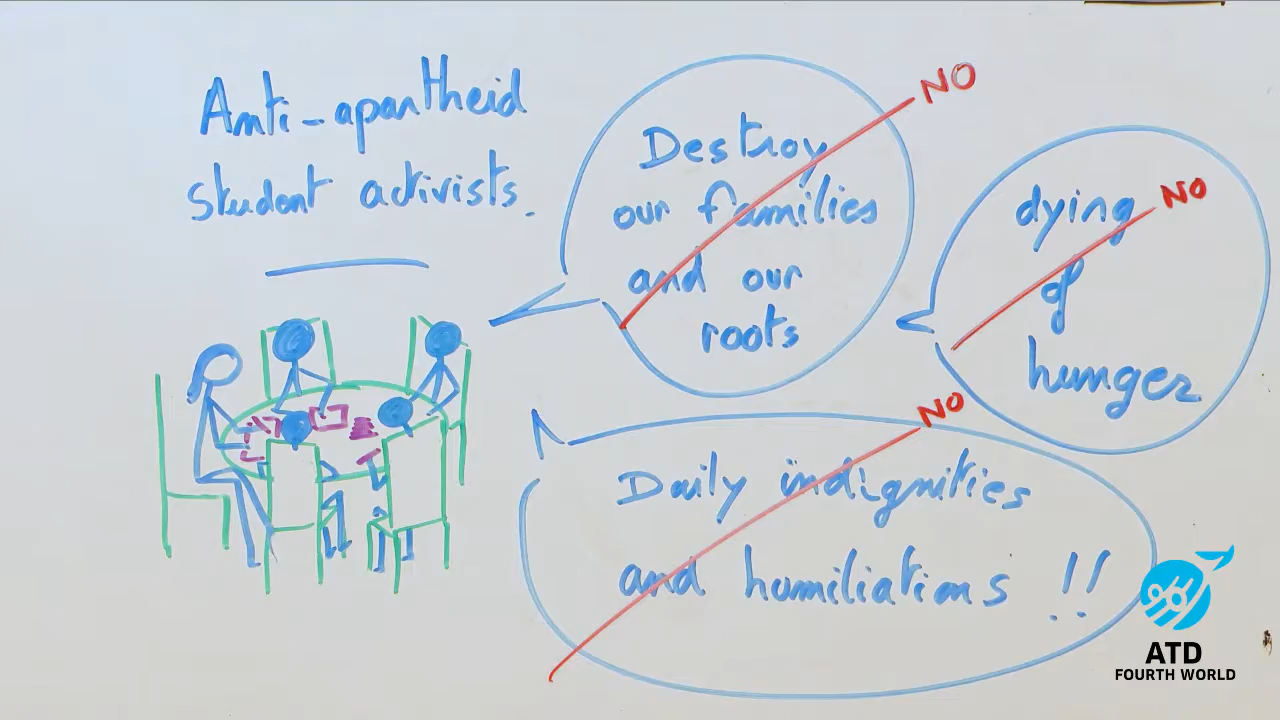 Anti-apartheid
student activists.
NO
Destroy
our families
and our
roots
NO
dying
of
hunger
NO
Daily indignities
and humiliations !!
ATD
FOURTH WORLD